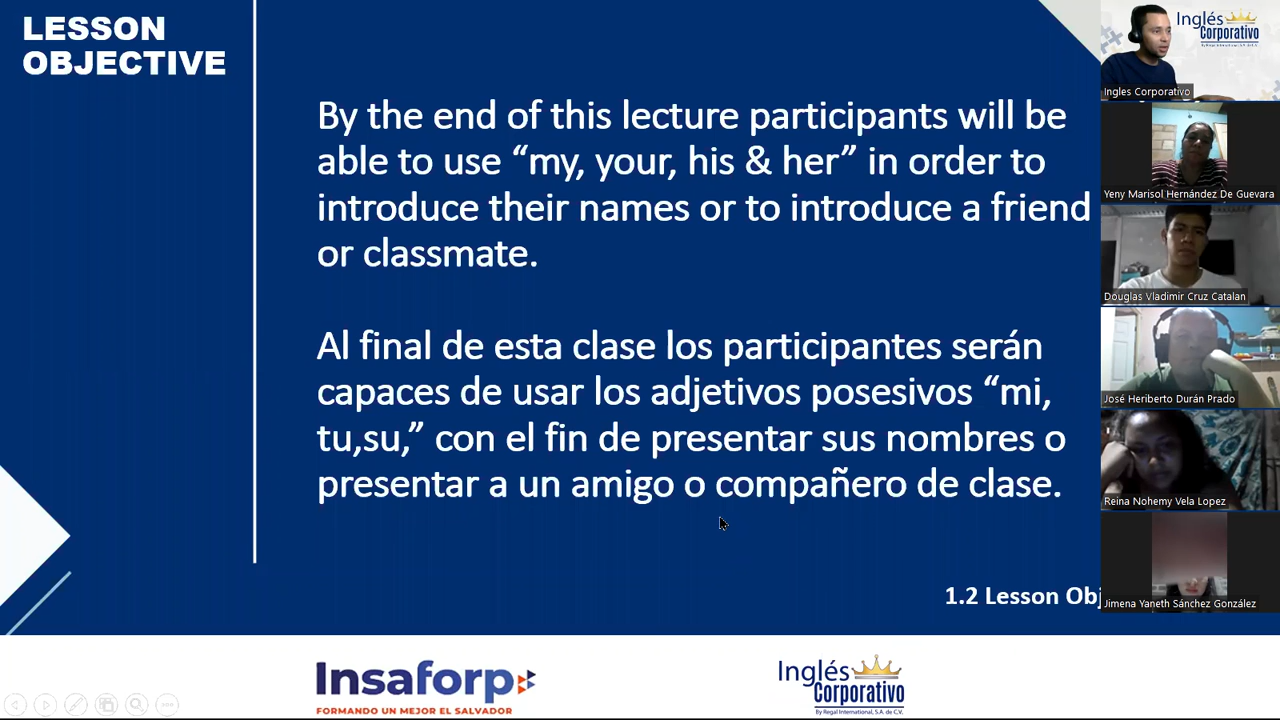 LESSON
OBJECTIVE
By the end of this lecture participants will be
able to use “my, your, his & her” in order to
introduce their names or to introduce a friend
or classmate.
Al final de esta clase los participantes serán
capaces de usar los adjetivos posesivos “mi,
tu,su,” con el fin de presentar sus nombres o
presentar a un amigo o compañero de clase.
1.2 Lesson Obj
Insaforp
FORMANDO UN MEJOR EL SALVADOR
Inglés
Corporativo
By Regal International, S.A. de C.V.
Inglés
Corporativo
Ingles Corporativo
Yeny Marisol Hernández De Guevara
Douglas Vladimir Cruz Catalan
José Heriberto Durán Prado
Reina Nohemy Vela Lopez
Jimena Yaneth Sánchez González